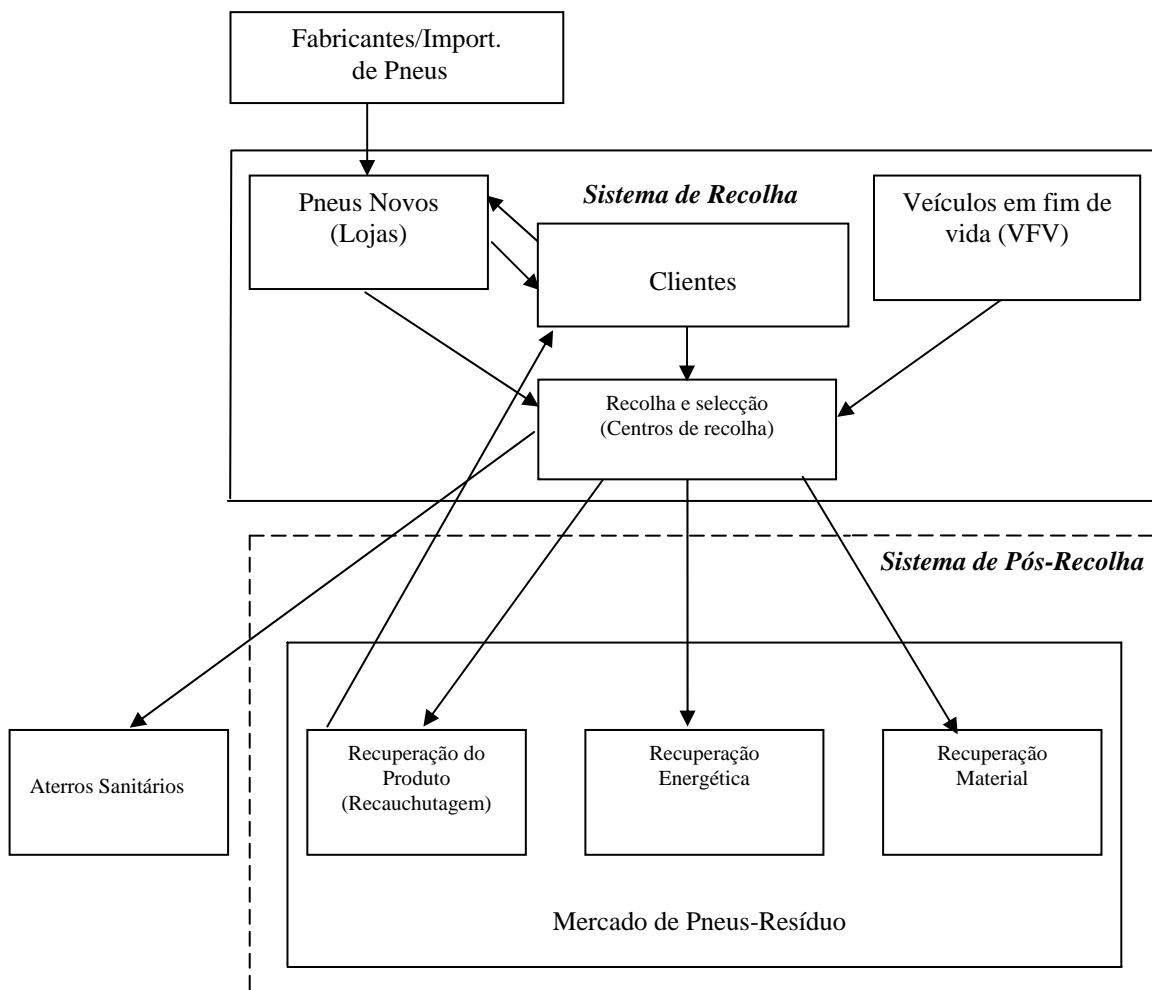 Fabricantes/Import.
de Pneus
Pneus Novos
(Lojas)
Sistema de Recolha
Veículos em fim de
vida (VFV)
Clientes
Recolha e selecção
(Centros de recolha)
Sistema de Pós-Recolha
Aterros Sanitários
Recuperação do
Produto
(Recauchutagem)
Recuperação
Energética
Recuperação
Material
Mercado de Pneus-Resíduo